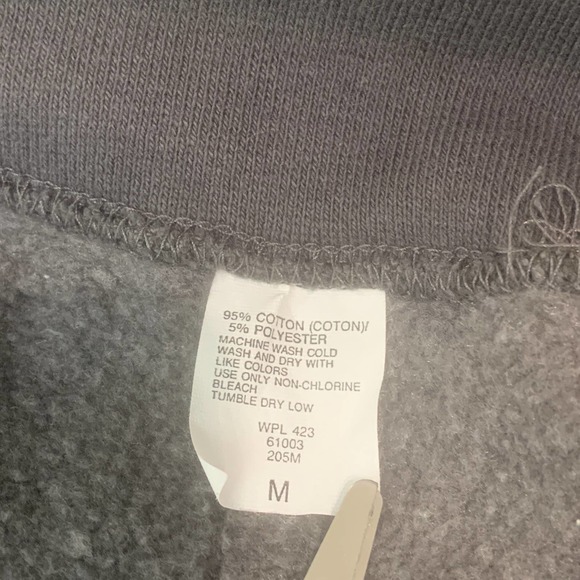 95% COTTON (COTON)/
5% POLYESTER
MACHINE WASH COLD
WASH AND DRY WITH
LIKE COLORS
USE ONLY NON-CHLORINE
BLEACH
TUMBLE DRY LOW
WPL 423
61003
205M
M